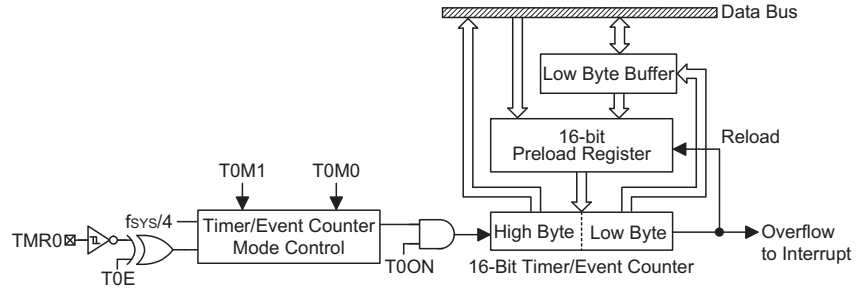 Data Bus
Low Byte Buffer
16-bit
Preload Register
Reload
T0M1
T0M0
fSYS/4
TMR0
Timer/Event Counter
Mode Control
T0E
T0ON
High Byte
Low Byte
Overflow
to Interrupt
16-Bit Timer/Event Counter